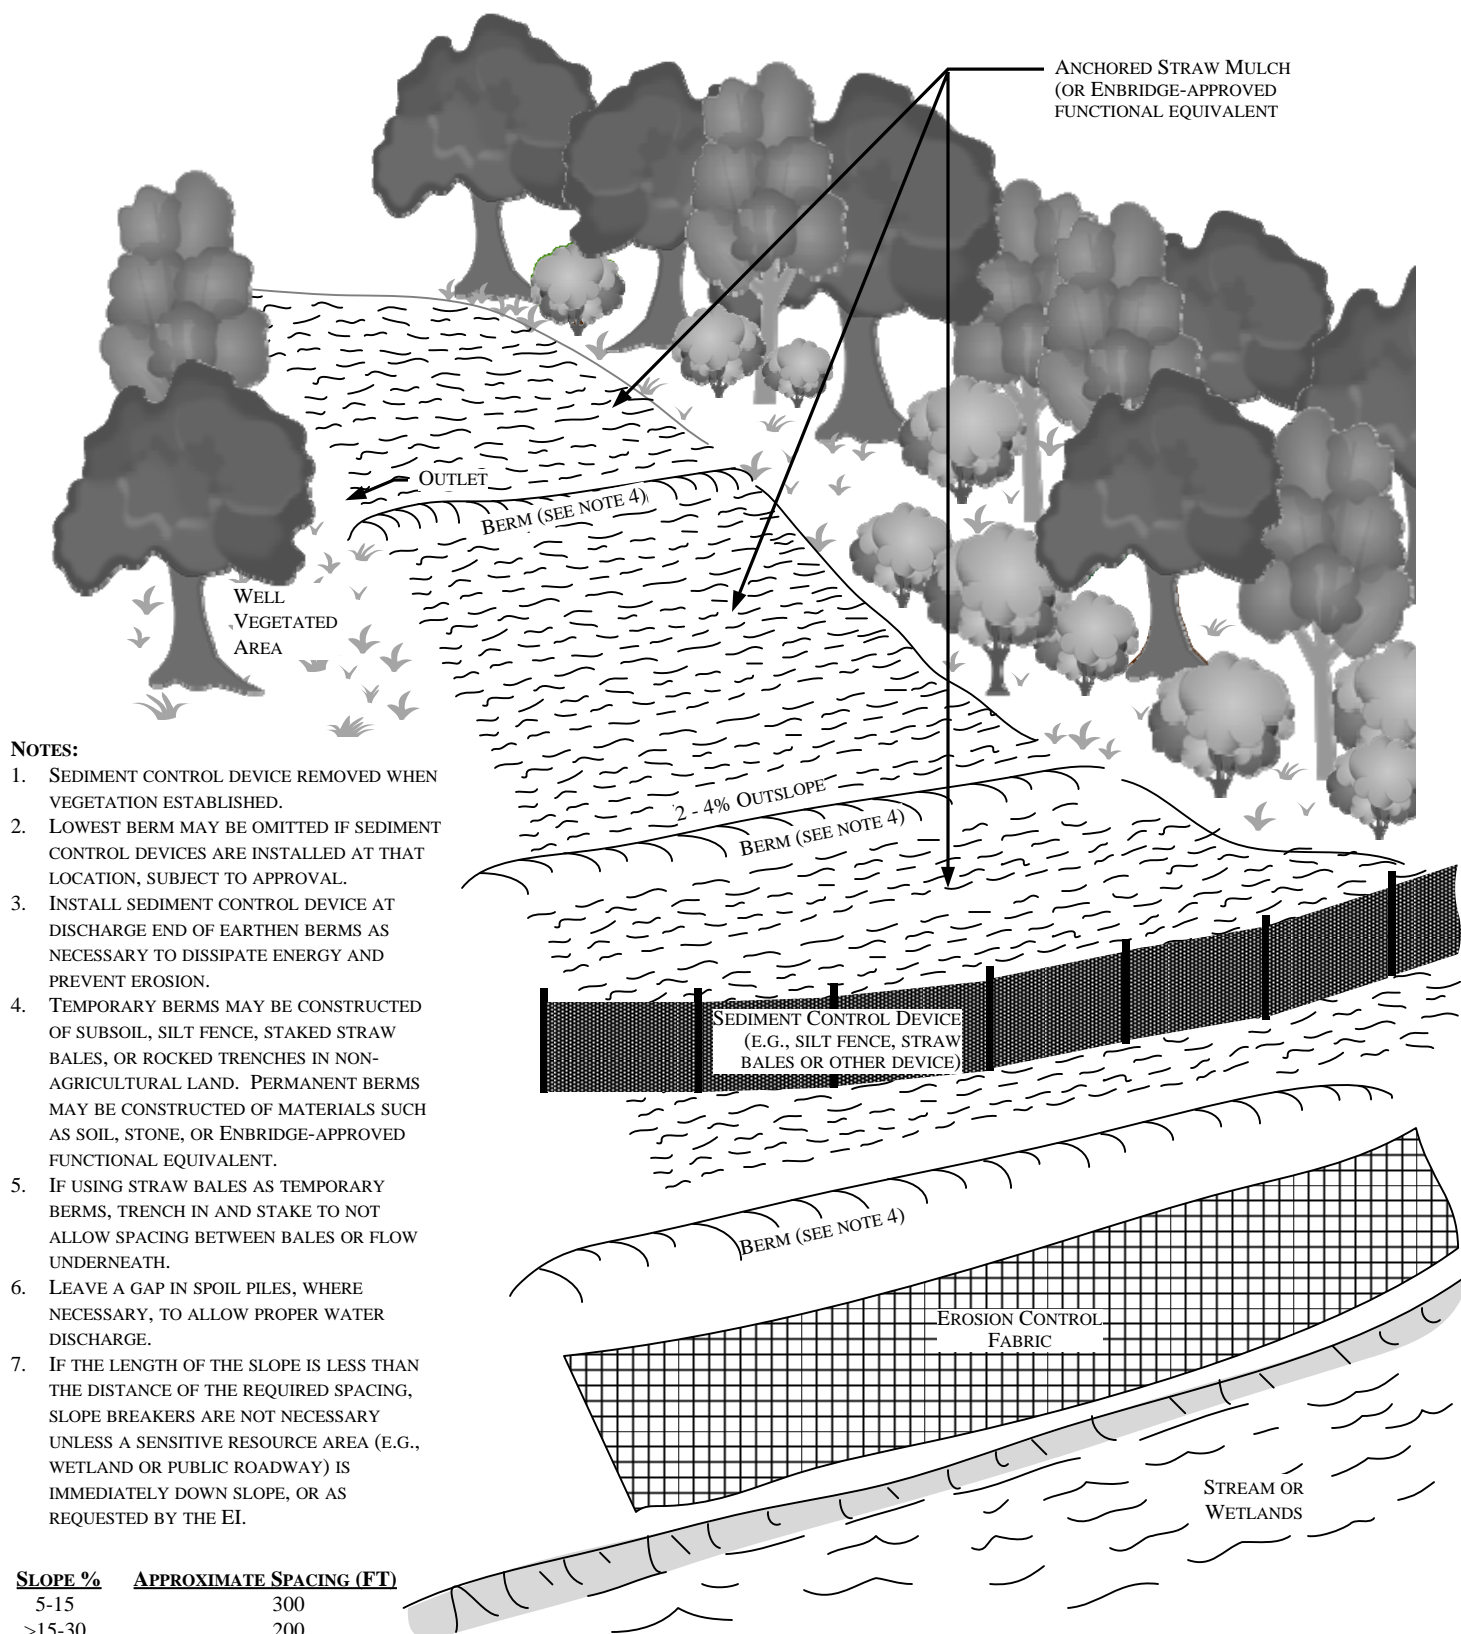 ANCHORED STRAW MULCH
(OR ENBRIDGE-APPROVED
FUNCTIONAL EQUIVALENT
OUTLET
BERM (SEE NOTE 4)
WELL
VEGETATED
AREA
2 - 4% OUTSLOPE
BERM (SEE NOTE 4)
SEDIMENT CONTROL DEVICE
(E.G., SILT FENCE, STRAW
BALES OR OTHER DEVICE)
BERM (SEE NOTE 4)
EROSION CONTROL
FABRIC
STREAM OR
WETLANDS
NOTES:
1. SEDIMENT CONTROL DEVICE REMOVED WHEN
VEGETATION ESTABLISHED.
2. LOWEST BERM MAY BE OMITTED IF SEDIMENT
CONTROL DEVICES ARE INSTALLED AT THAT
LOCATION, SUBJECT TO APPROVAL.
3. INSTALL SEDIMENT CONTROL DEVICE AT
DISCHARGE END OF EARTHEN BERMS AS
NECESSARY TO DISSIPATE ENERGY AND
PREVENT EROSION.
4. TEMPORARY BERMS MAY BE CONSTRUCTED
OF SUBSOIL, SILT FENCE, STAKED STRAW
BALES, OR ROCKED TRENCHES IN NON-
AGRICULTURAL LAND. PERMANENT BERMS
MAY BE CONSTRUCTED OF MATERIALS SUCH
AS SOIL, STONE, OR ENBRIDGE-APPROVED
FUNCTIONAL EQUIVALENT.
5. IF USING STRAW BALES AS TEMPORARY
BERMS, TRENCH IN AND STAKE TO NOT
ALLOW SPACING BETWEEN BALES OR FLOW
UNDERNEATH.
6. LEAVE A GAP IN SPOIL PILES, WHERE
NECESSARY, TO ALLOW PROPER WATER
DISCHARGE.
7. IF THE LENGTH OF THE SLOPE IS LESS THAN
THE DISTANCE OF THE REQUIRED SPACING,
SLOPE BREAKERS ARE NOT NECESSARY
UNLESS A SENSITIVE RESOURCE AREA (E.G.,
WETLAND OR PUBLIC ROADWAY) IS
IMMEDIATELY DOWN SLOPE, OR AS
REQUESTED BY THE EI.
SLOPE % APPROXIMATE SPACING (FT)
5-15 300
>15-30 200